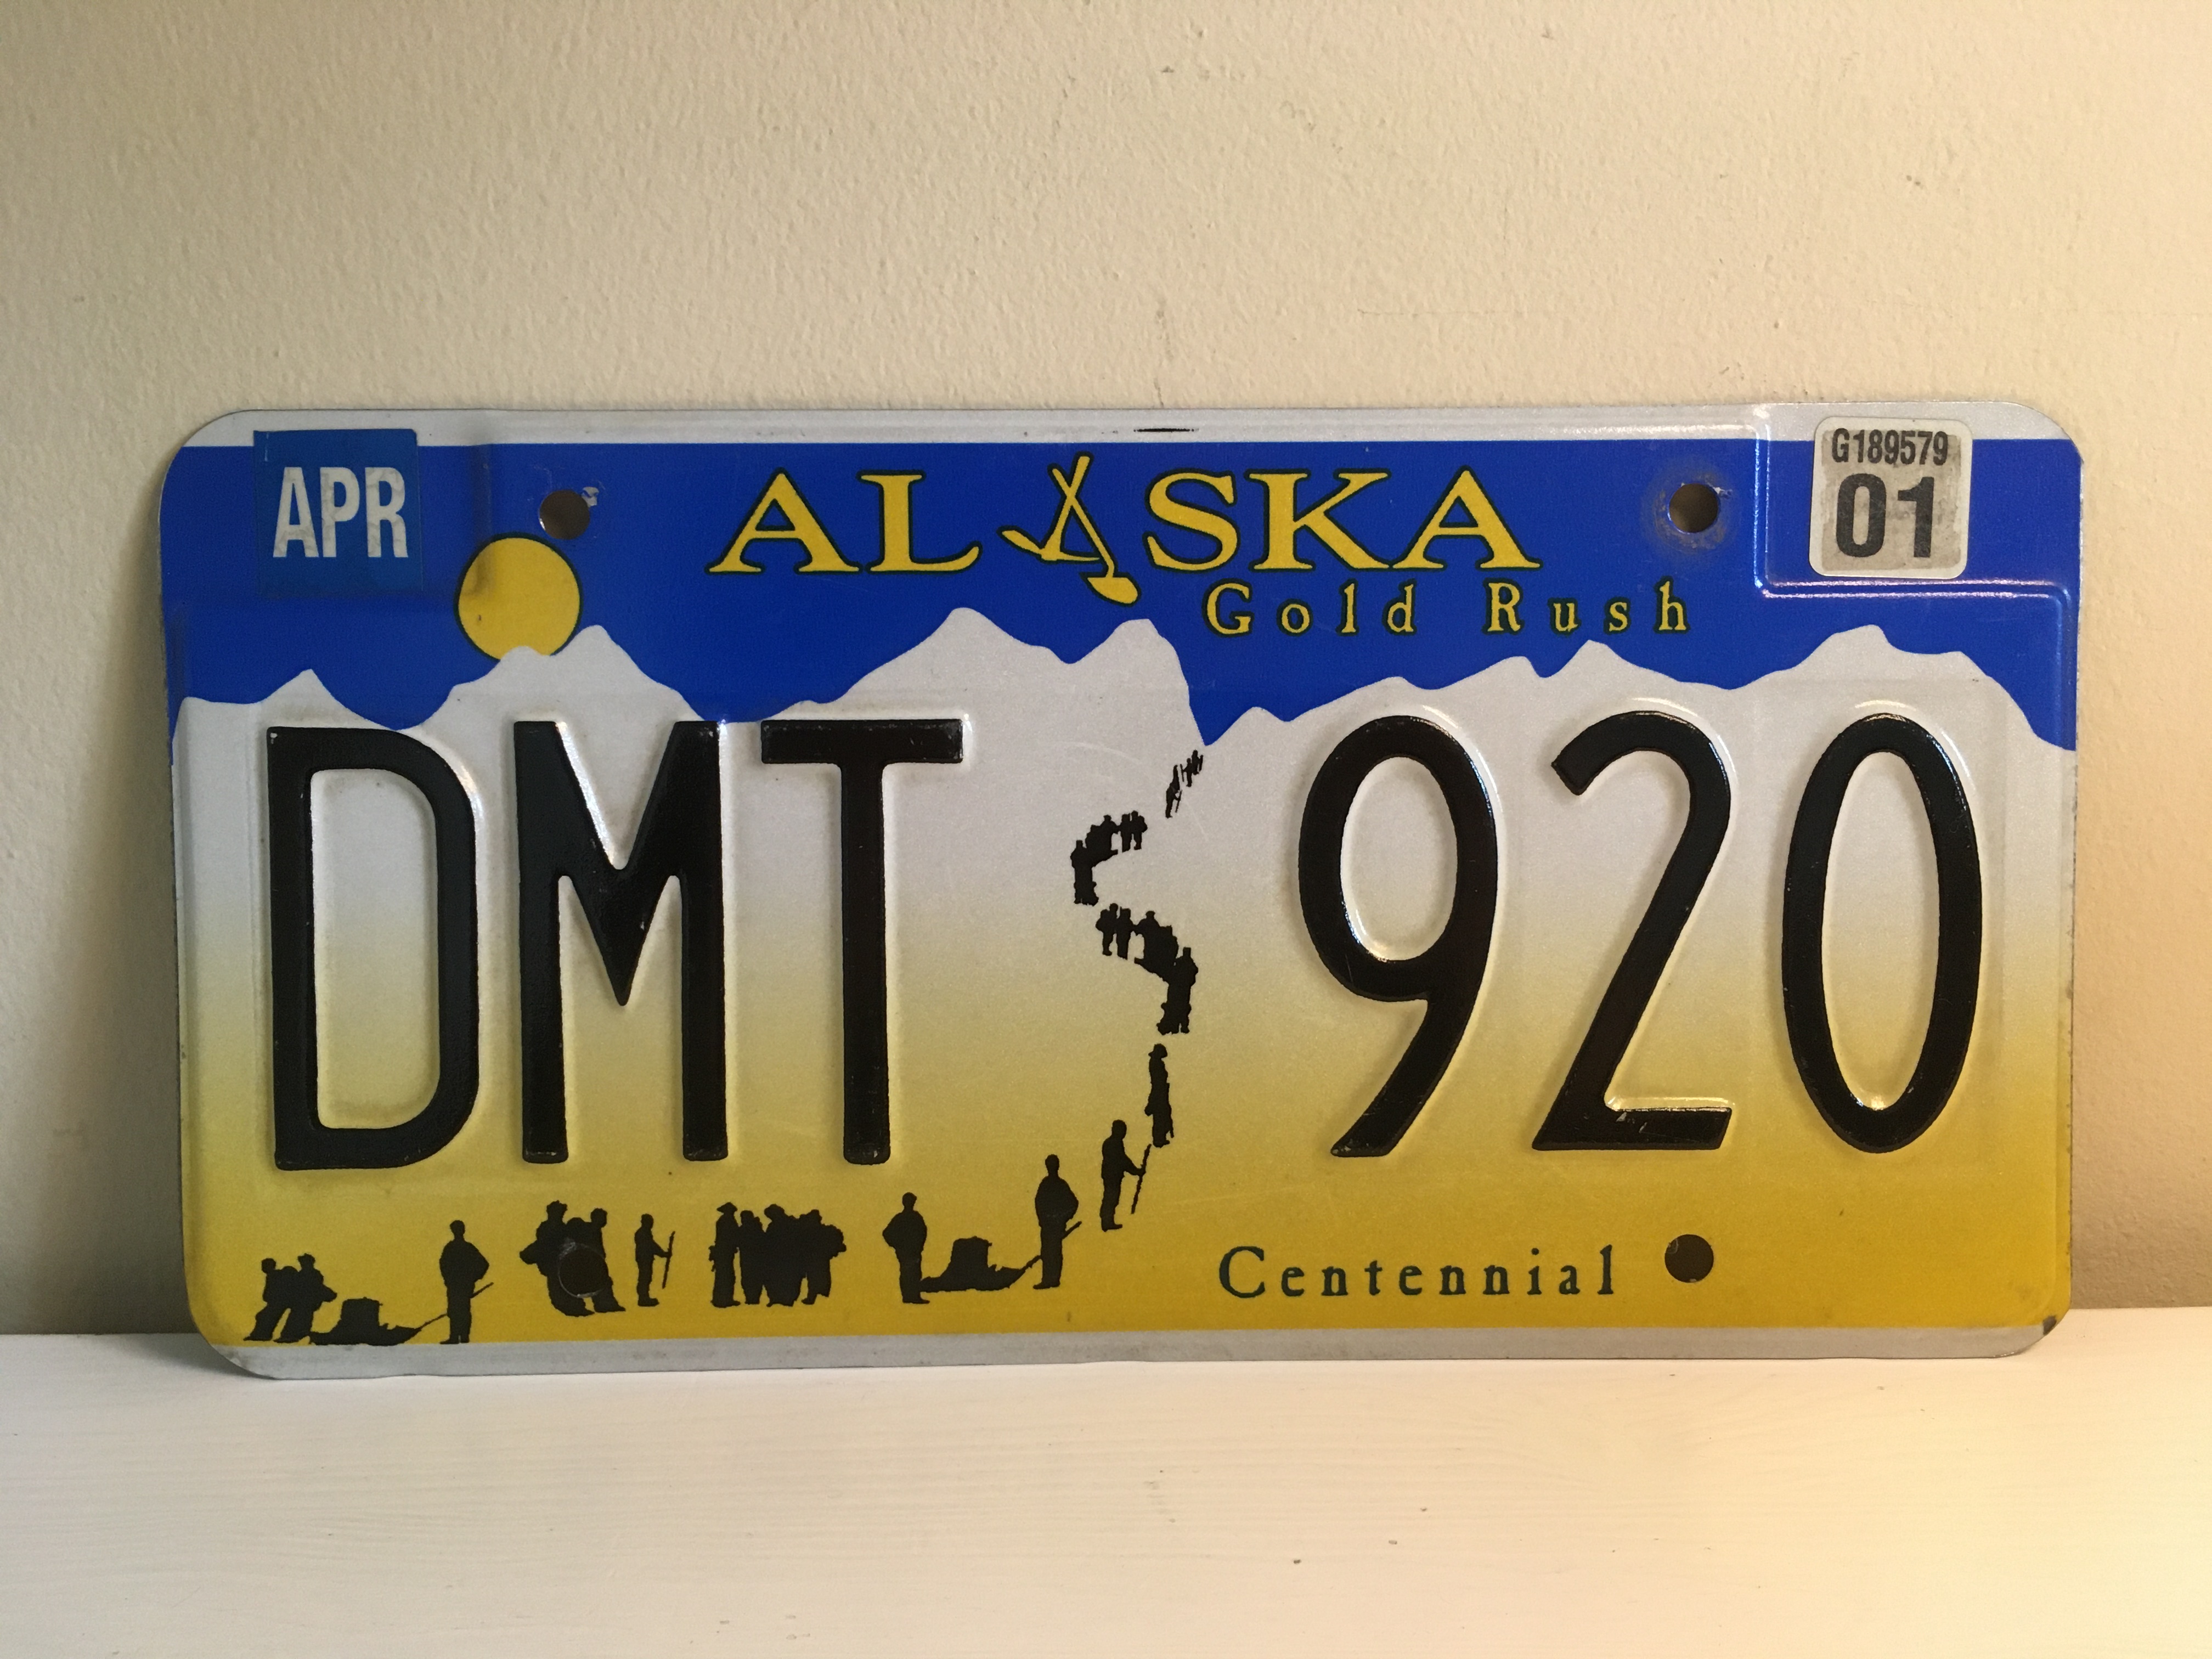 APR
ALASKA
G189579
01
Gold Rush
DMT 920
Centennial